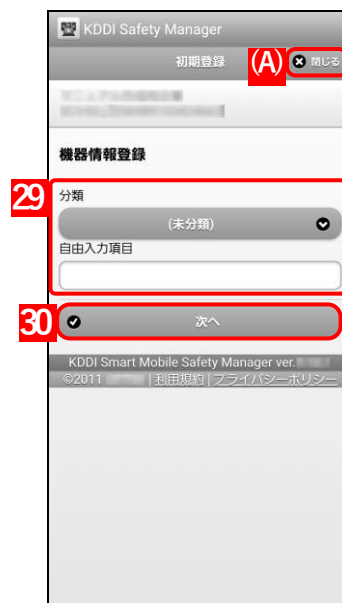 KDDI Safety Manager
初期登録
(A)
閉じる
機器情報登録
29
分類
(未分類)
自由入力項目
30
次へ
KDDI Smart Mobile Safety Manager ver.
©2011 | 利用規約 | プライバシーポリシー